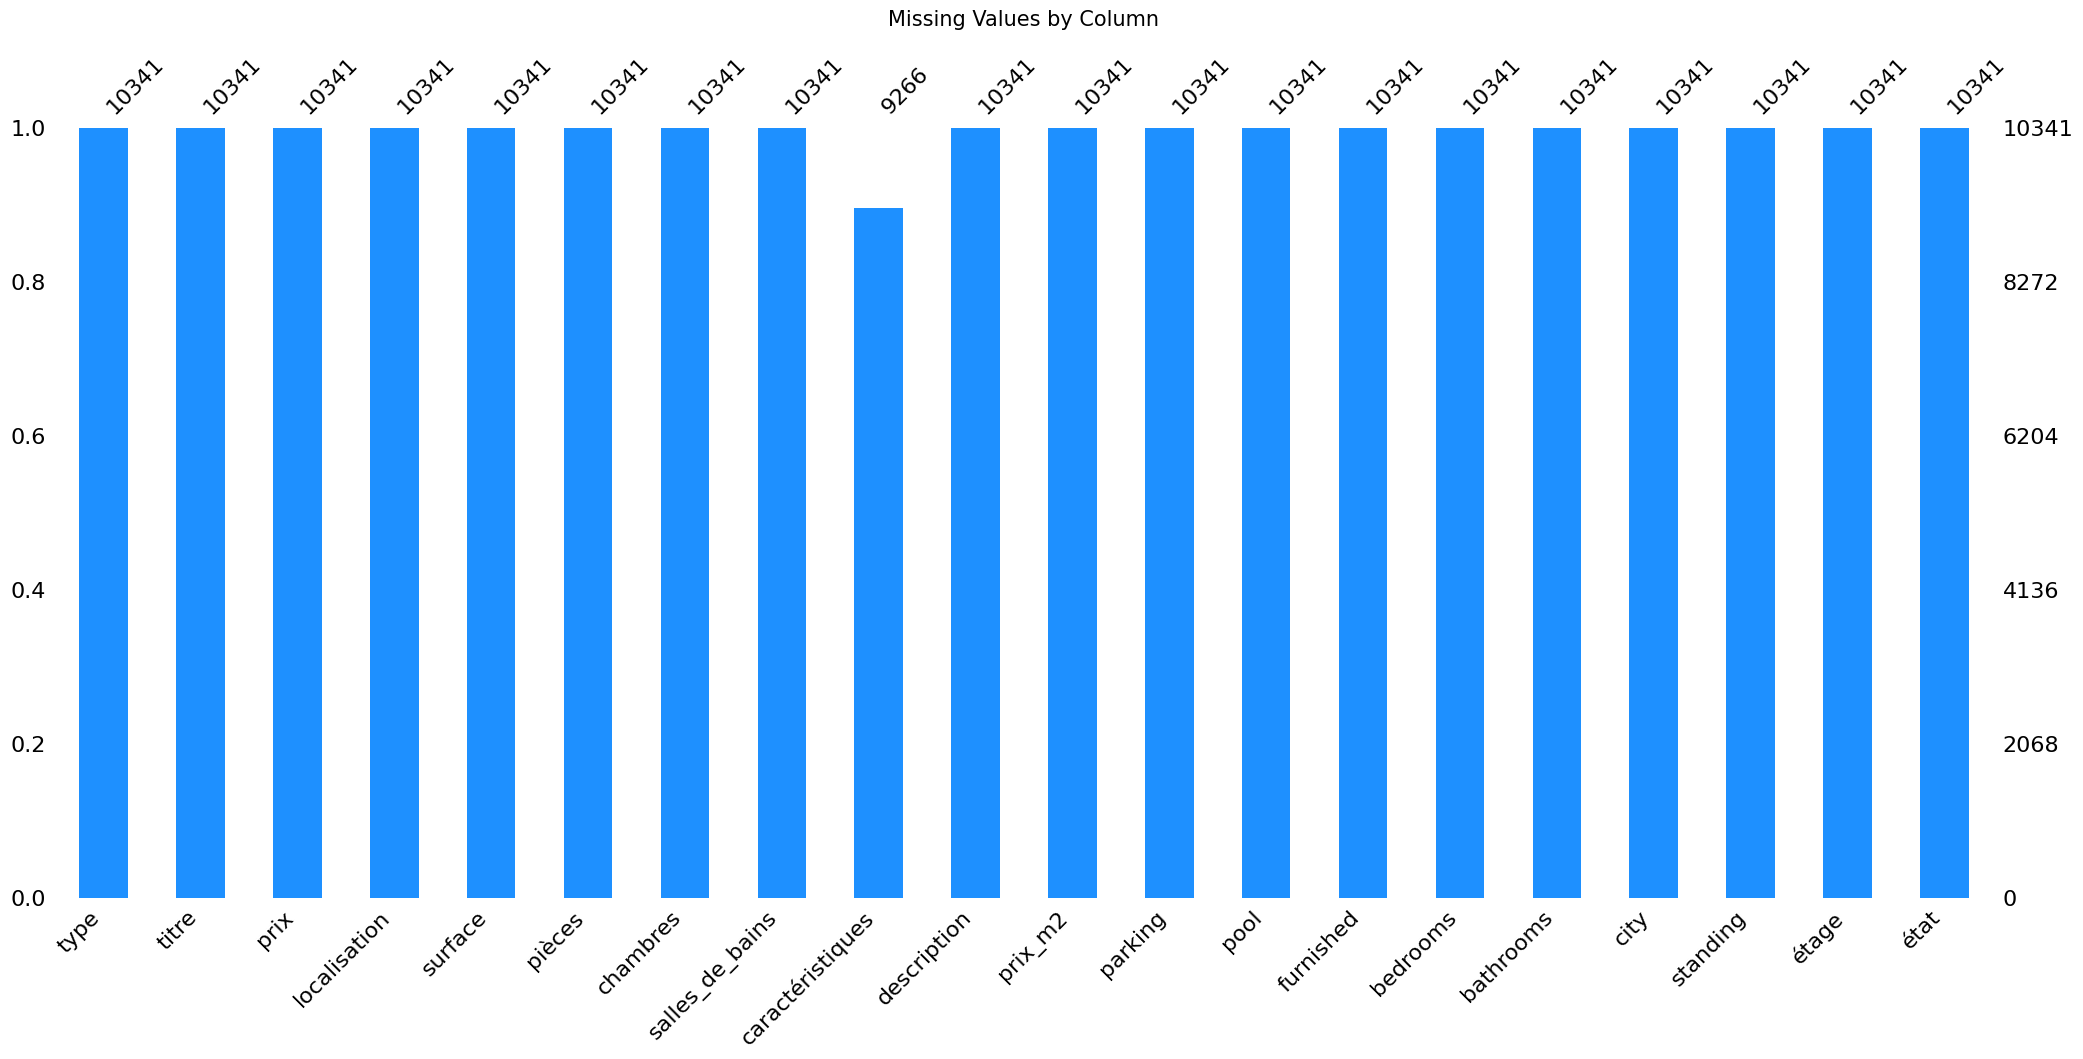 Missing Values by Column
10341 10341 10341 10341 10341 10341 10341 10341 9266 10341 10341 10341 10341 10341 10341 10341 10341 10341 10341 10341
1.0 10341
0.8 8272
0.6 6204
0.4 4136
0.2 2068
0.0 0
type titre prix localisation surface pièces chambres salles_de_bains caractéristiques description prix_m2 parking pool furnished bedrooms bathrooms city standing étage état